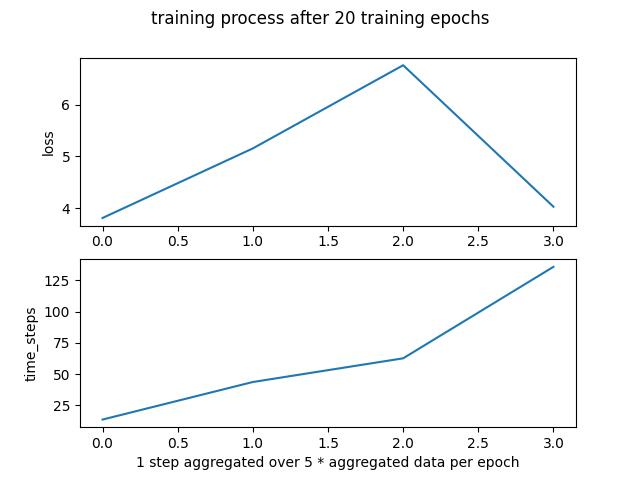 training process after 20 training epochs
loss
6
5
4
0.0 0.5 1.0 1.5 2.0 2.5 3.0
time_steps
125
100
75
50
25
0.0 0.5 1.0 1.5 2.0 2.5 3.0
1 step aggregated over 5 * aggregated data per epoch